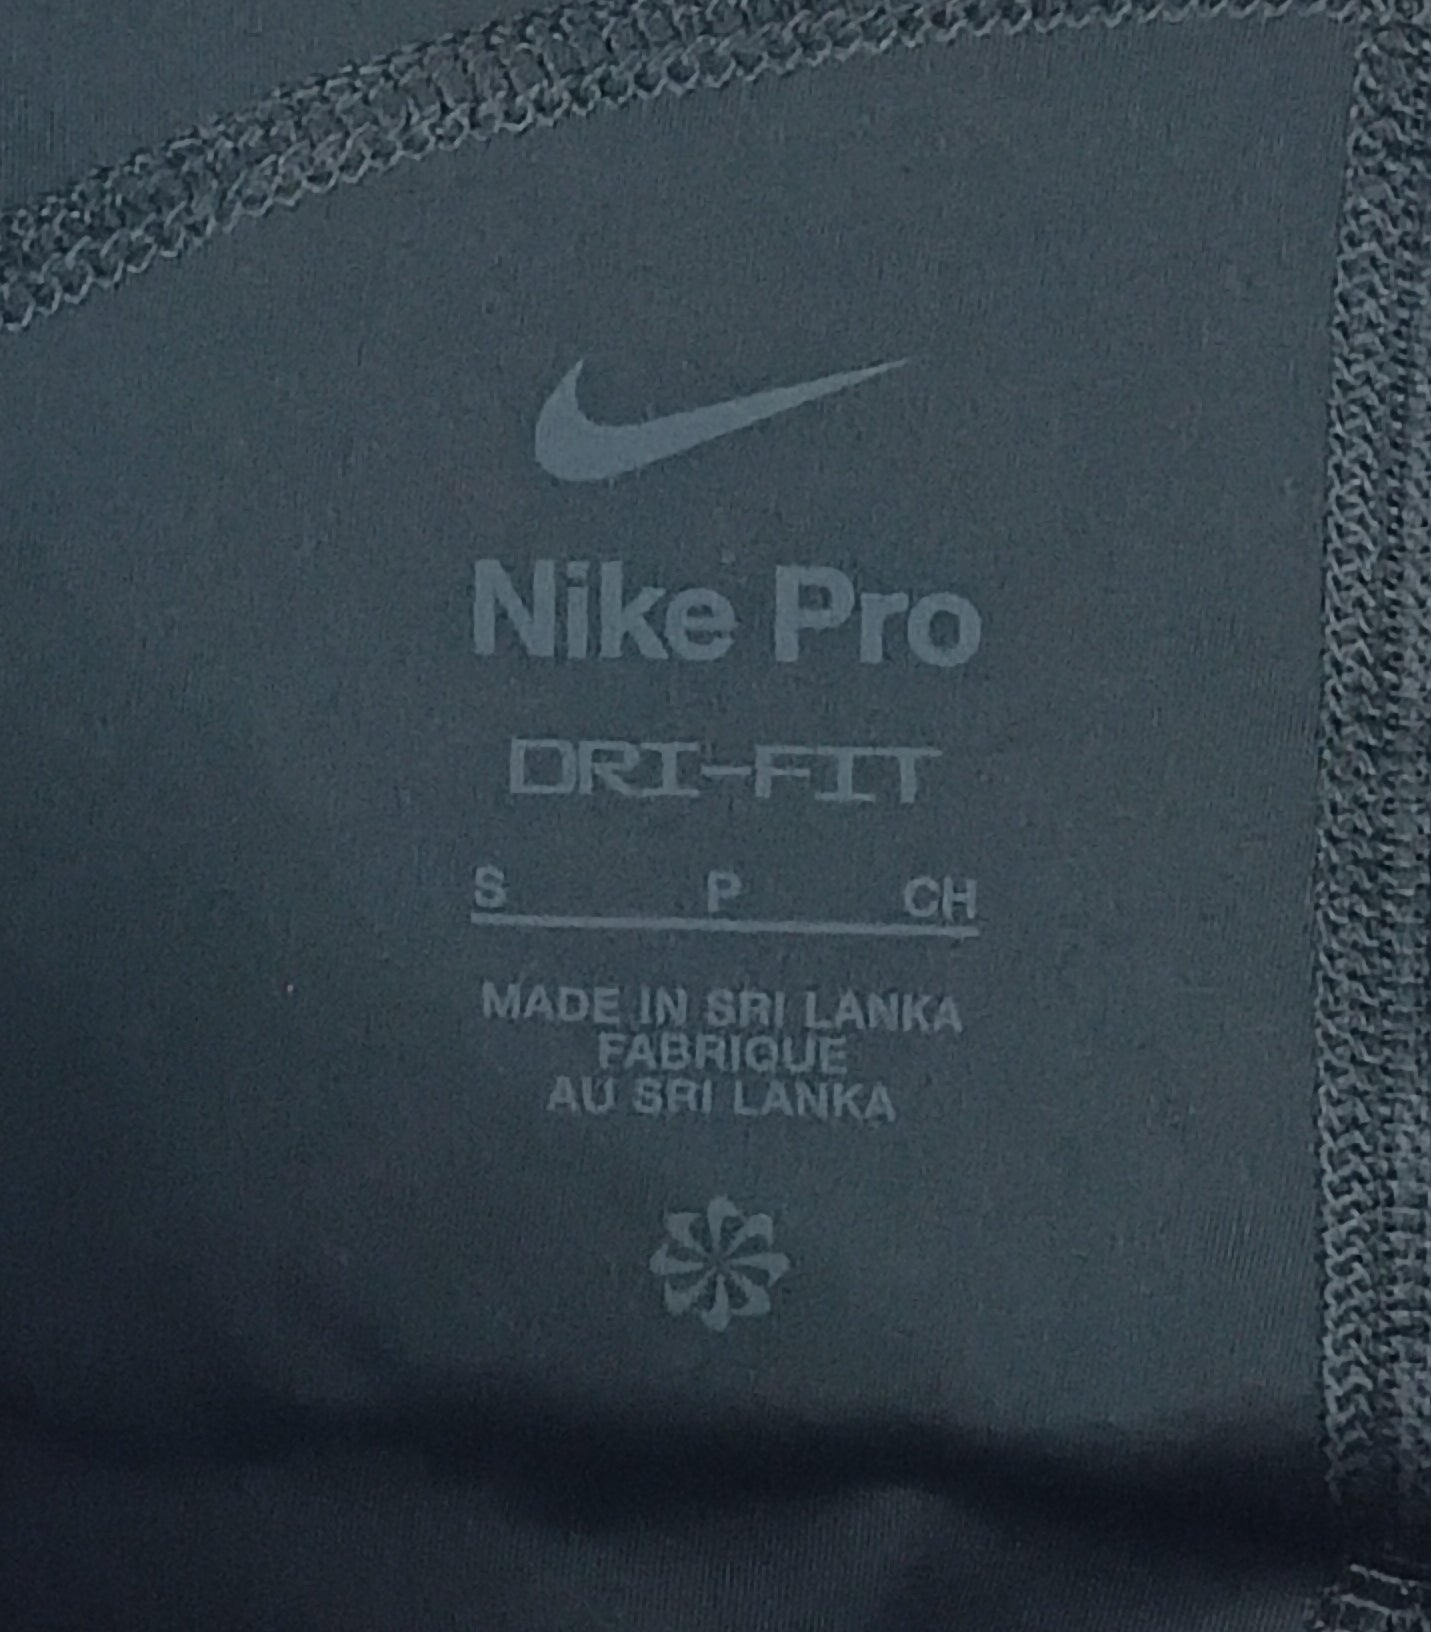 Nike Pro
DRI-FIT
S P CH
MADE IN SRI LANKA
FABRIQUE
AU SRI LANKA